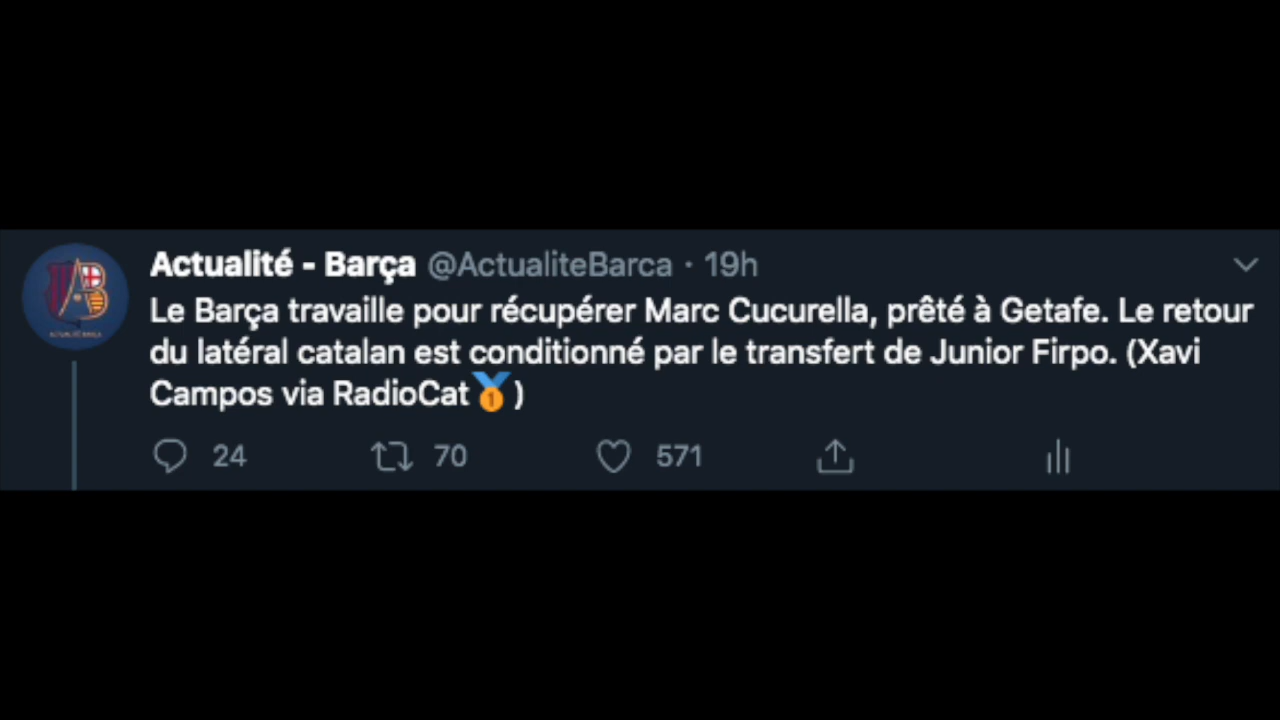 Actualité - Barça @ActualiteBarca · 19h
Le Barça travaille pour récupérer Marc Cucurella, prêté à Getafe. Le retour
du latéral catalan est conditionné par le transfert de Junior Firpo. (Xavi
Campos via RadioCat🥇)
24 70 571